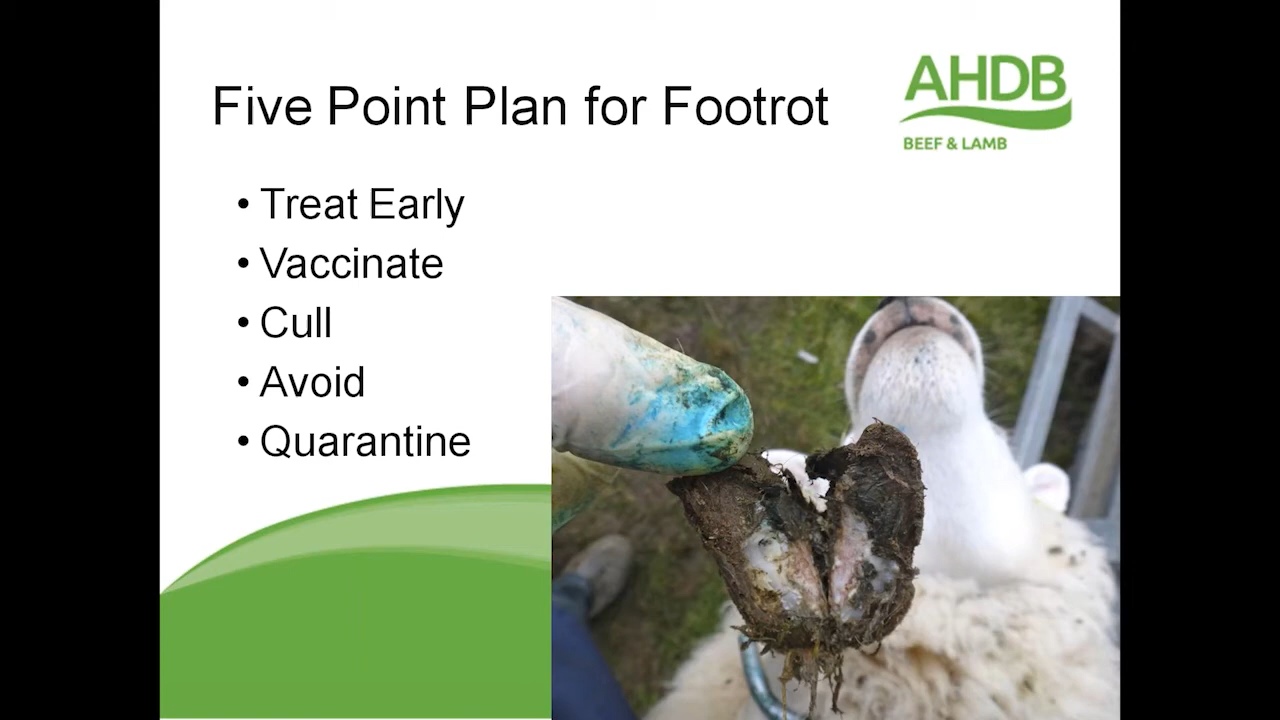 Five Point Plan for Footrot
AHDB
BEEF & LAMB
• Treat Early
• Vaccinate
• Cull
• Avoid
• Quarantine